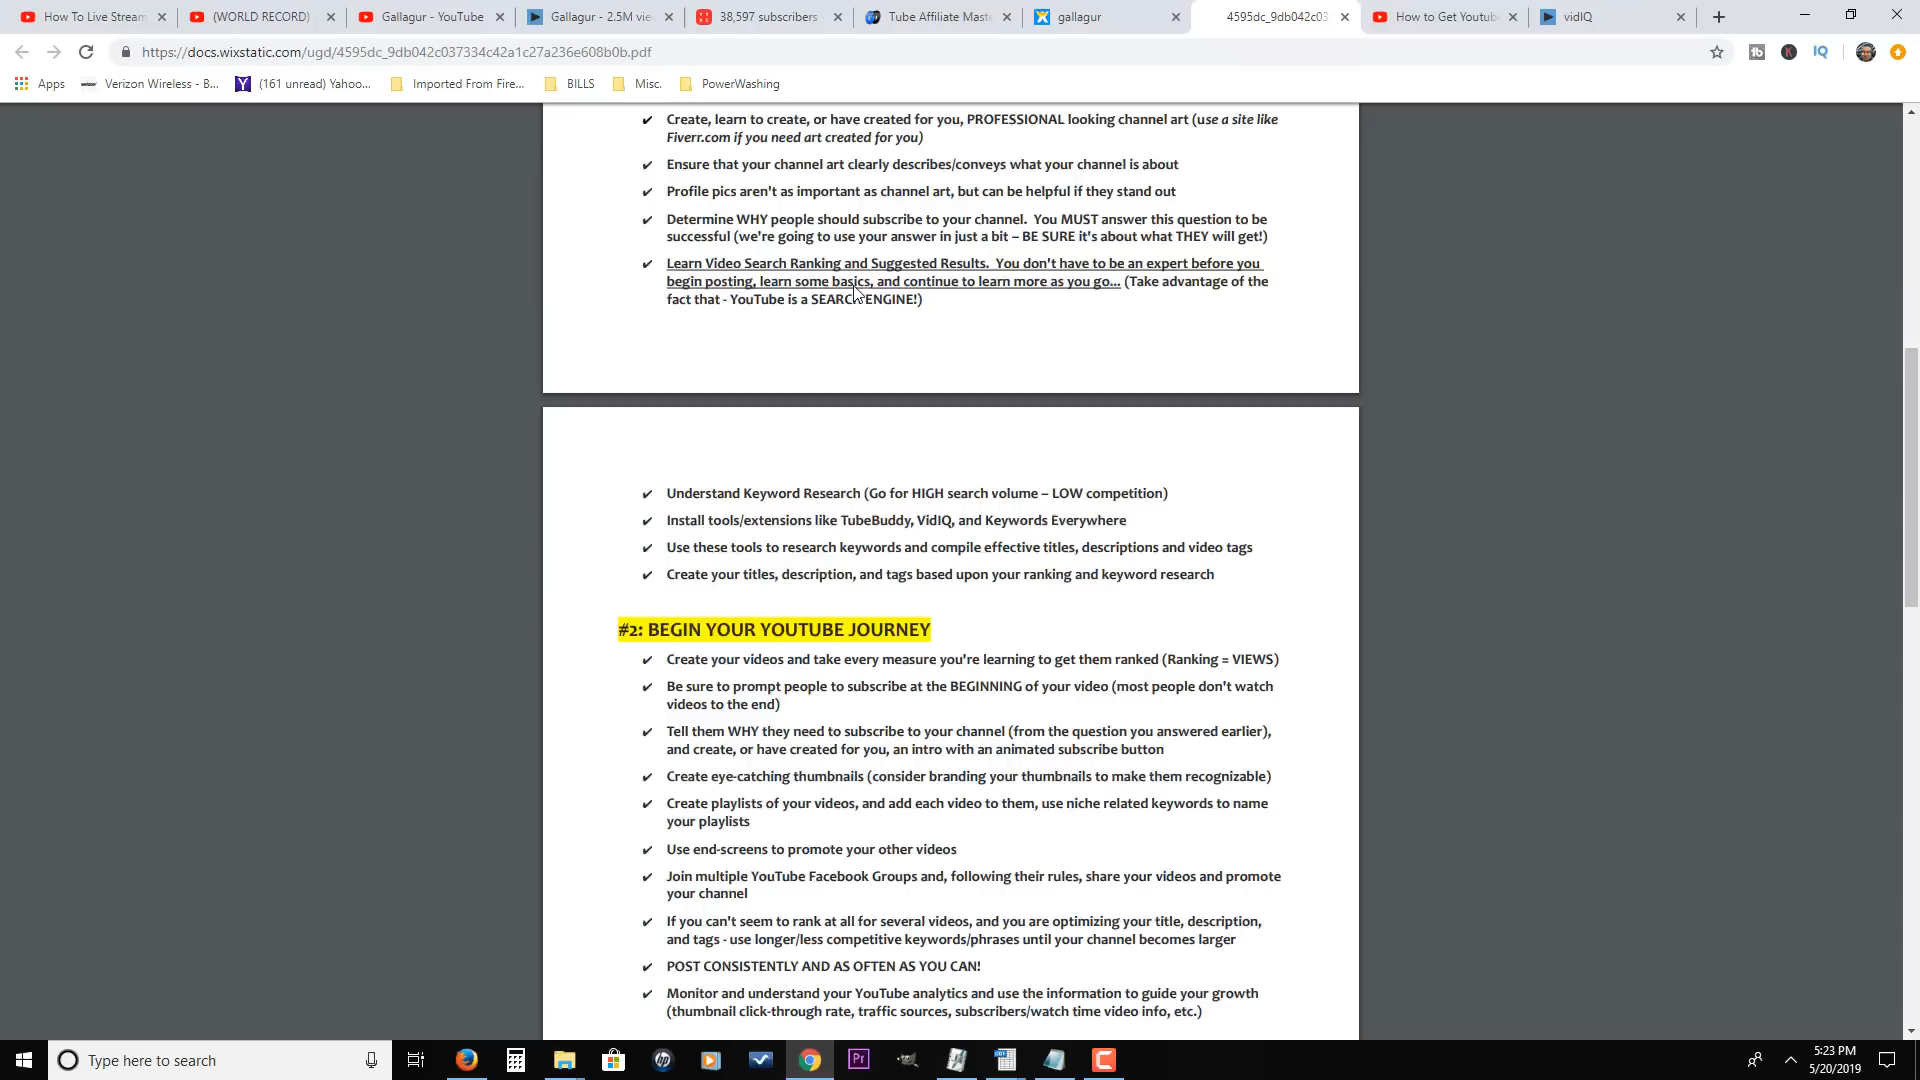 How To Live Stream
(WORLD RECORD)
Gallagur - YouTube
Gallagur - 2.5M vie
38,597 subscribers
Tube Affiliate Mast
gallagur
4595dc_9db042c03
How to Get Youtub
vidIQ
https://docs.wixstatic.com/ugd/4595dc_9db042c037334c42a1c27a236e608b0b.pdf
Apps
Verizon Wireless - B...
(161 unread) Yahoo...
Imported From Fire...
BILLS
Misc.
PowerWashing
✔ Create, learn to create, or have created for you, PROFESSIONAL looking channel art (use a site like
Fiverr.com if you need art created for you)
✔ Ensure that your channel art clearly describes/conveys what your channel is about
✔ Profile pics aren't as important as channel art, but can be helpful if they stand out
✔ Determine WHY people should subscribe to your channel. You MUST answer this question to be
successful (we're going to use your answer in just a bit – BE SURE it's about what THEY will get!)
✔ Learn Video Search Ranking and Suggested Results. You don't have to be an expert before you
begin posting, learn some basics, and continue to learn more as you go... (Take advantage of the
fact that - YouTube is a SEARCH ENGINE!)
✔ Understand Keyword Research (Go for HIGH search volume – LOW competition)
✔ Install tools/extensions like TubeBuddy, VidIQ, and Keywords Everywhere
✔ Use these tools to research keywords and compile effective titles, descriptions and video tags
✔ Create your titles, description, and tags based upon your ranking and keyword research
#2: BEGIN YOUR YOUTUBE JOURNEY
✔ Create your videos and take every measure you're learning to get them ranked (Ranking = VIEWS)
✔ Be sure to prompt people to subscribe at the BEGINNING of your video (most people don't watch
videos to the end)
✔ Tell them WHY they need to subscribe to your channel (from the question you answered earlier),
and create, or have created for you, an intro with an animated subscribe button
✔ Create eye-catching thumbnails (consider branding your thumbnails to make them recognizable)
✔ Create playlists of your videos, and add each video to them, use niche related keywords to name
your playlists
✔ Use end-screens to promote your other videos
✔ Join multiple YouTube Facebook Groups and, following their rules, share your videos and promote
your channel
✔ If you can't seem to rank at all for several videos, and you are optimizing your title, description,
and tags - use longer/less competitive keywords/phrases until your channel becomes larger
✔ POST CONSISTENTLY AND AS OFTEN AS YOU CAN!
✔ Monitor and understand your YouTube analytics and use the information to guide your growth
(thumbnail click-through rate, traffic sources, subscribers/watch time video info, etc.)
Type here to search
5:23 PM
5/20/2019